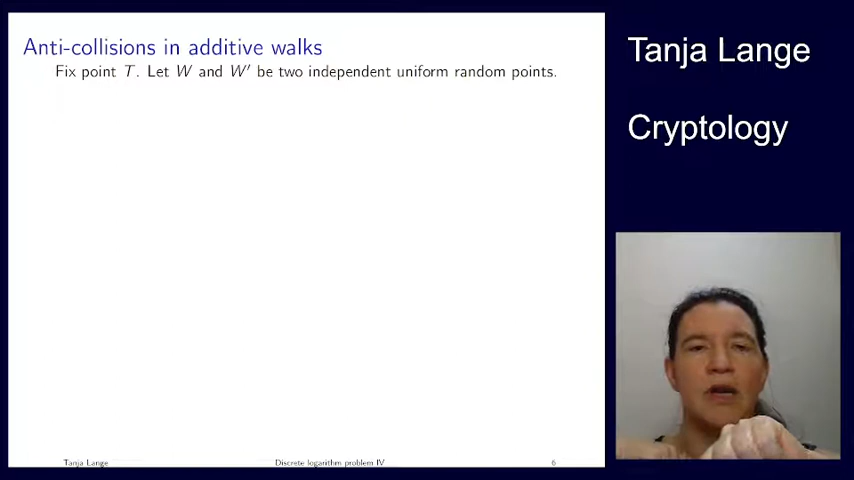 Anti-collisions in additive walks
Fix point T. Let W and W′ be two independent uniform random points.
Tanja Lange
Cryptology
Tanja Lange
Discrete logarithm problem IV
6